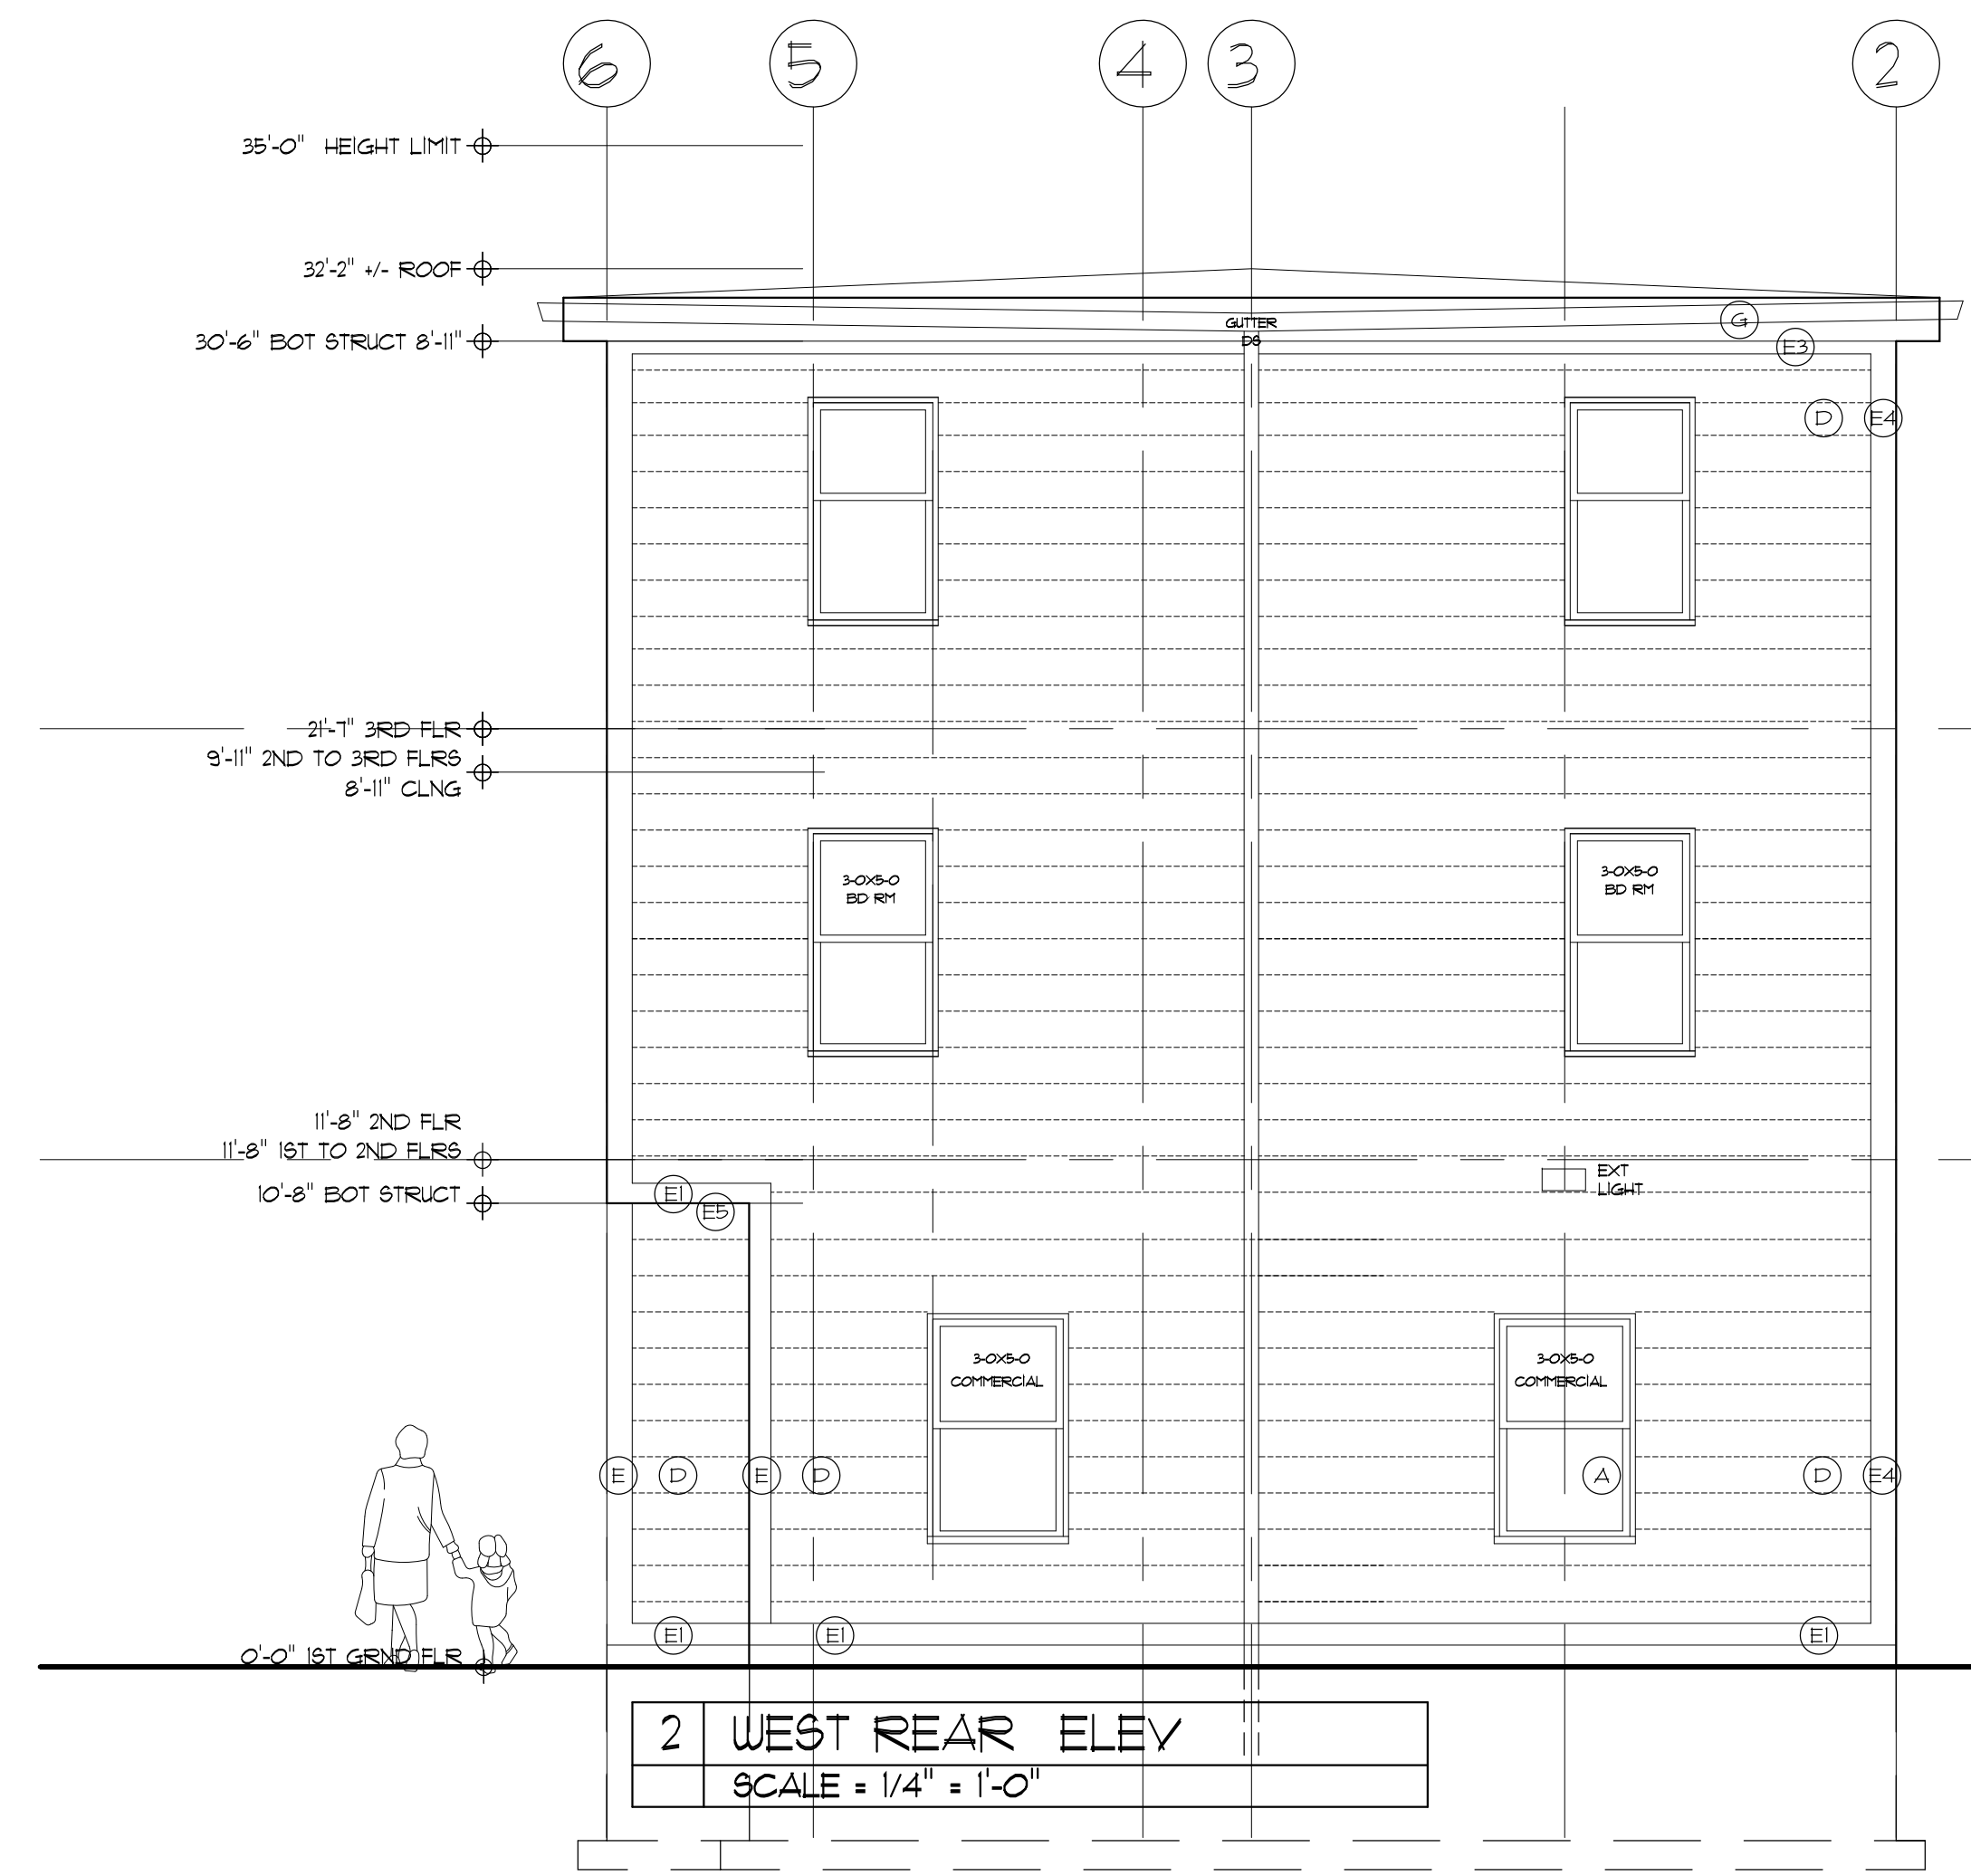 6 5 4 3 2
35'-0" HEIGHT LIMIT
32'-2" +/- ROOF
30'-6" BOT STRUCT 8'-11"
GUTTER
DS
G
E3
D E4
21'-7" 3RD FLR
9'-11" 2ND TO 3RD FLRS
8'-11" CLNG
3-0X5-0
BD RM
3-0X5-0
BD RM
11'-8" 2ND FLR
11'-8" 1ST TO 2ND FLRS
10'-8" BOT STRUCT
E1
E5
EXT
LIGHT
3-0X5-0
COMMERCIAL
3-0X5-0
COMMERCIAL
E D E D A D E4
E1 E1 E1
0'-0" 1ST GRND FLR
2 WEST REAR ELEV
SCALE = 1/4" = 1'-0"